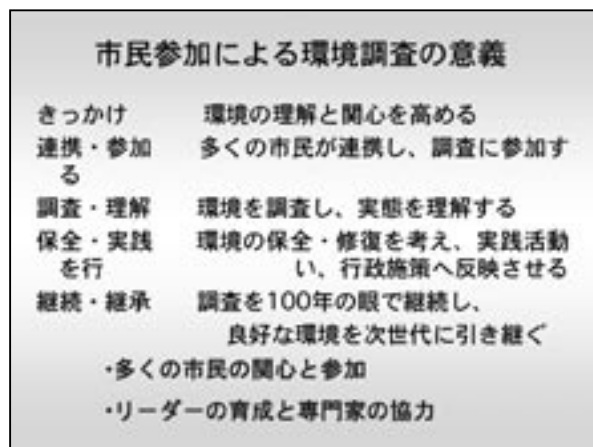 市民参加による環境調査の意義
きっかけ 環境の理解と関心を高める
連携・参加 多くの市民が連携し、調査に参加す
る
調査・理解 環境を調査し、実態を理解する
保全・実践 環境の保全・修復を考え、実践活動
を行 い、行政施策へ反映させる
継続・継承 調査を100年の眼で継続し、
良好な環境を次世代に引き継ぐ
・多くの市民の関心と参加
・リーダーの育成と専門家の協力